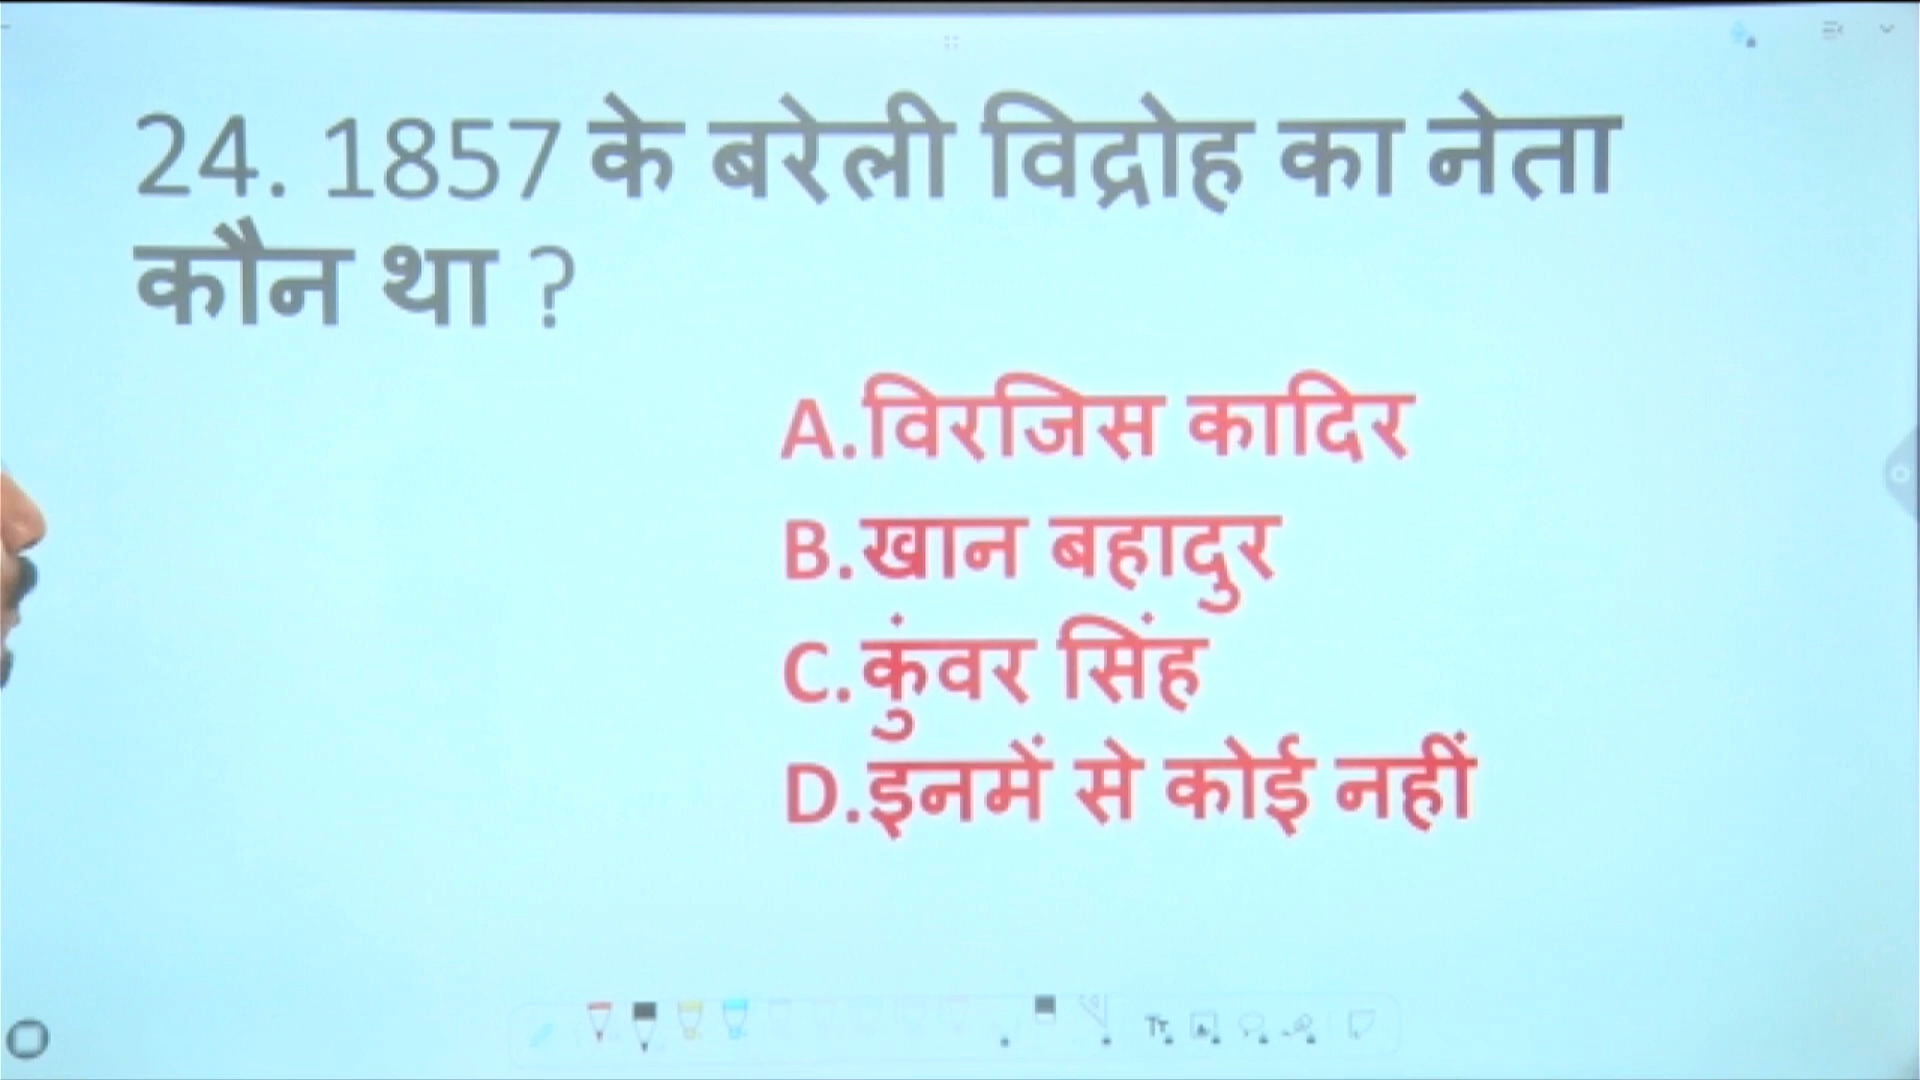 24. 1857 के बरेली विद्रोह का नेता
कौन था ?
A.विरजिस कादिर
B.खान बहादुर
C.कुंवर सिंह
D.इनमें से कोई नहीं